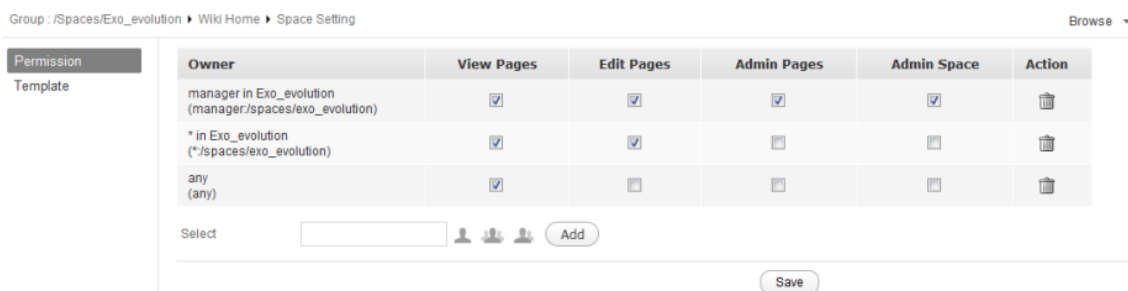 Group : /Spaces/Exo_evolution ▸ Wiki Home ▸ Space Setting Browse
Permission
Template
Owner View Pages Edit Pages Admin Pages Admin Space Action
manager in Exo_evolution
(manager:/spaces/exo_evolution)
* in Exo_evolution
(*:/spaces/exo_evolution)
any
(any)
Select Add
Save